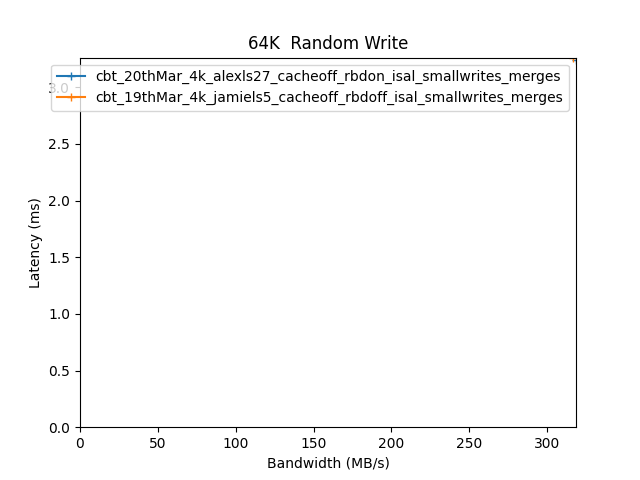 64K  Random Write
cbt_20thMar_4k_alexls27_cacheoff_rbdon_isal_smallwrites_merges
cbt_19thMar_4k_jamiels5_cacheoff_rbdoff_isal_smallwrites_merges
3.0
2.5
2.0
1.5
1.0
0.5
0.0
Latency (ms)
0 50 100 150 200 250 300
Bandwidth (MB/s)